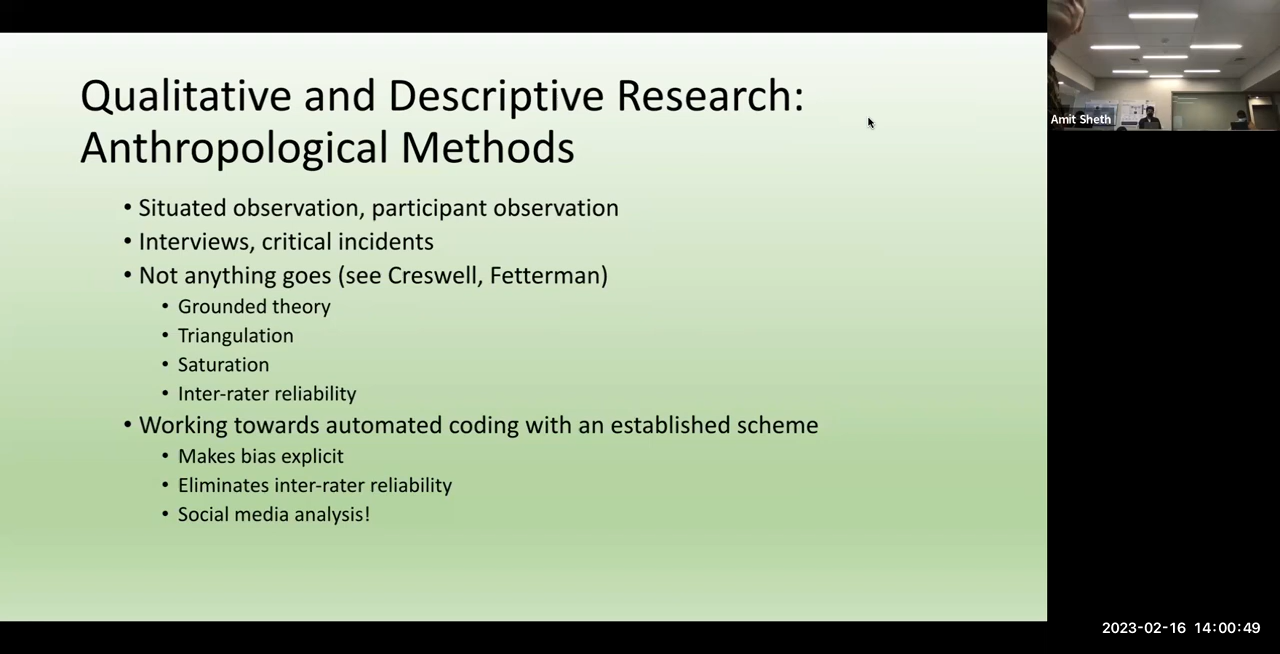 Qualitative and Descriptive Research:
Anthropological Methods
• Situated observation, participant observation
• Interviews, critical incidents
• Not anything goes (see Creswell, Fetterman)
• Grounded theory
• Triangulation
• Saturation
• Inter-rater reliability
• Working towards automated coding with an established scheme
• Makes bias explicit
• Eliminates inter-rater reliability
• Social media analysis!
Amit Sheth
2023-02-16 14:00:49